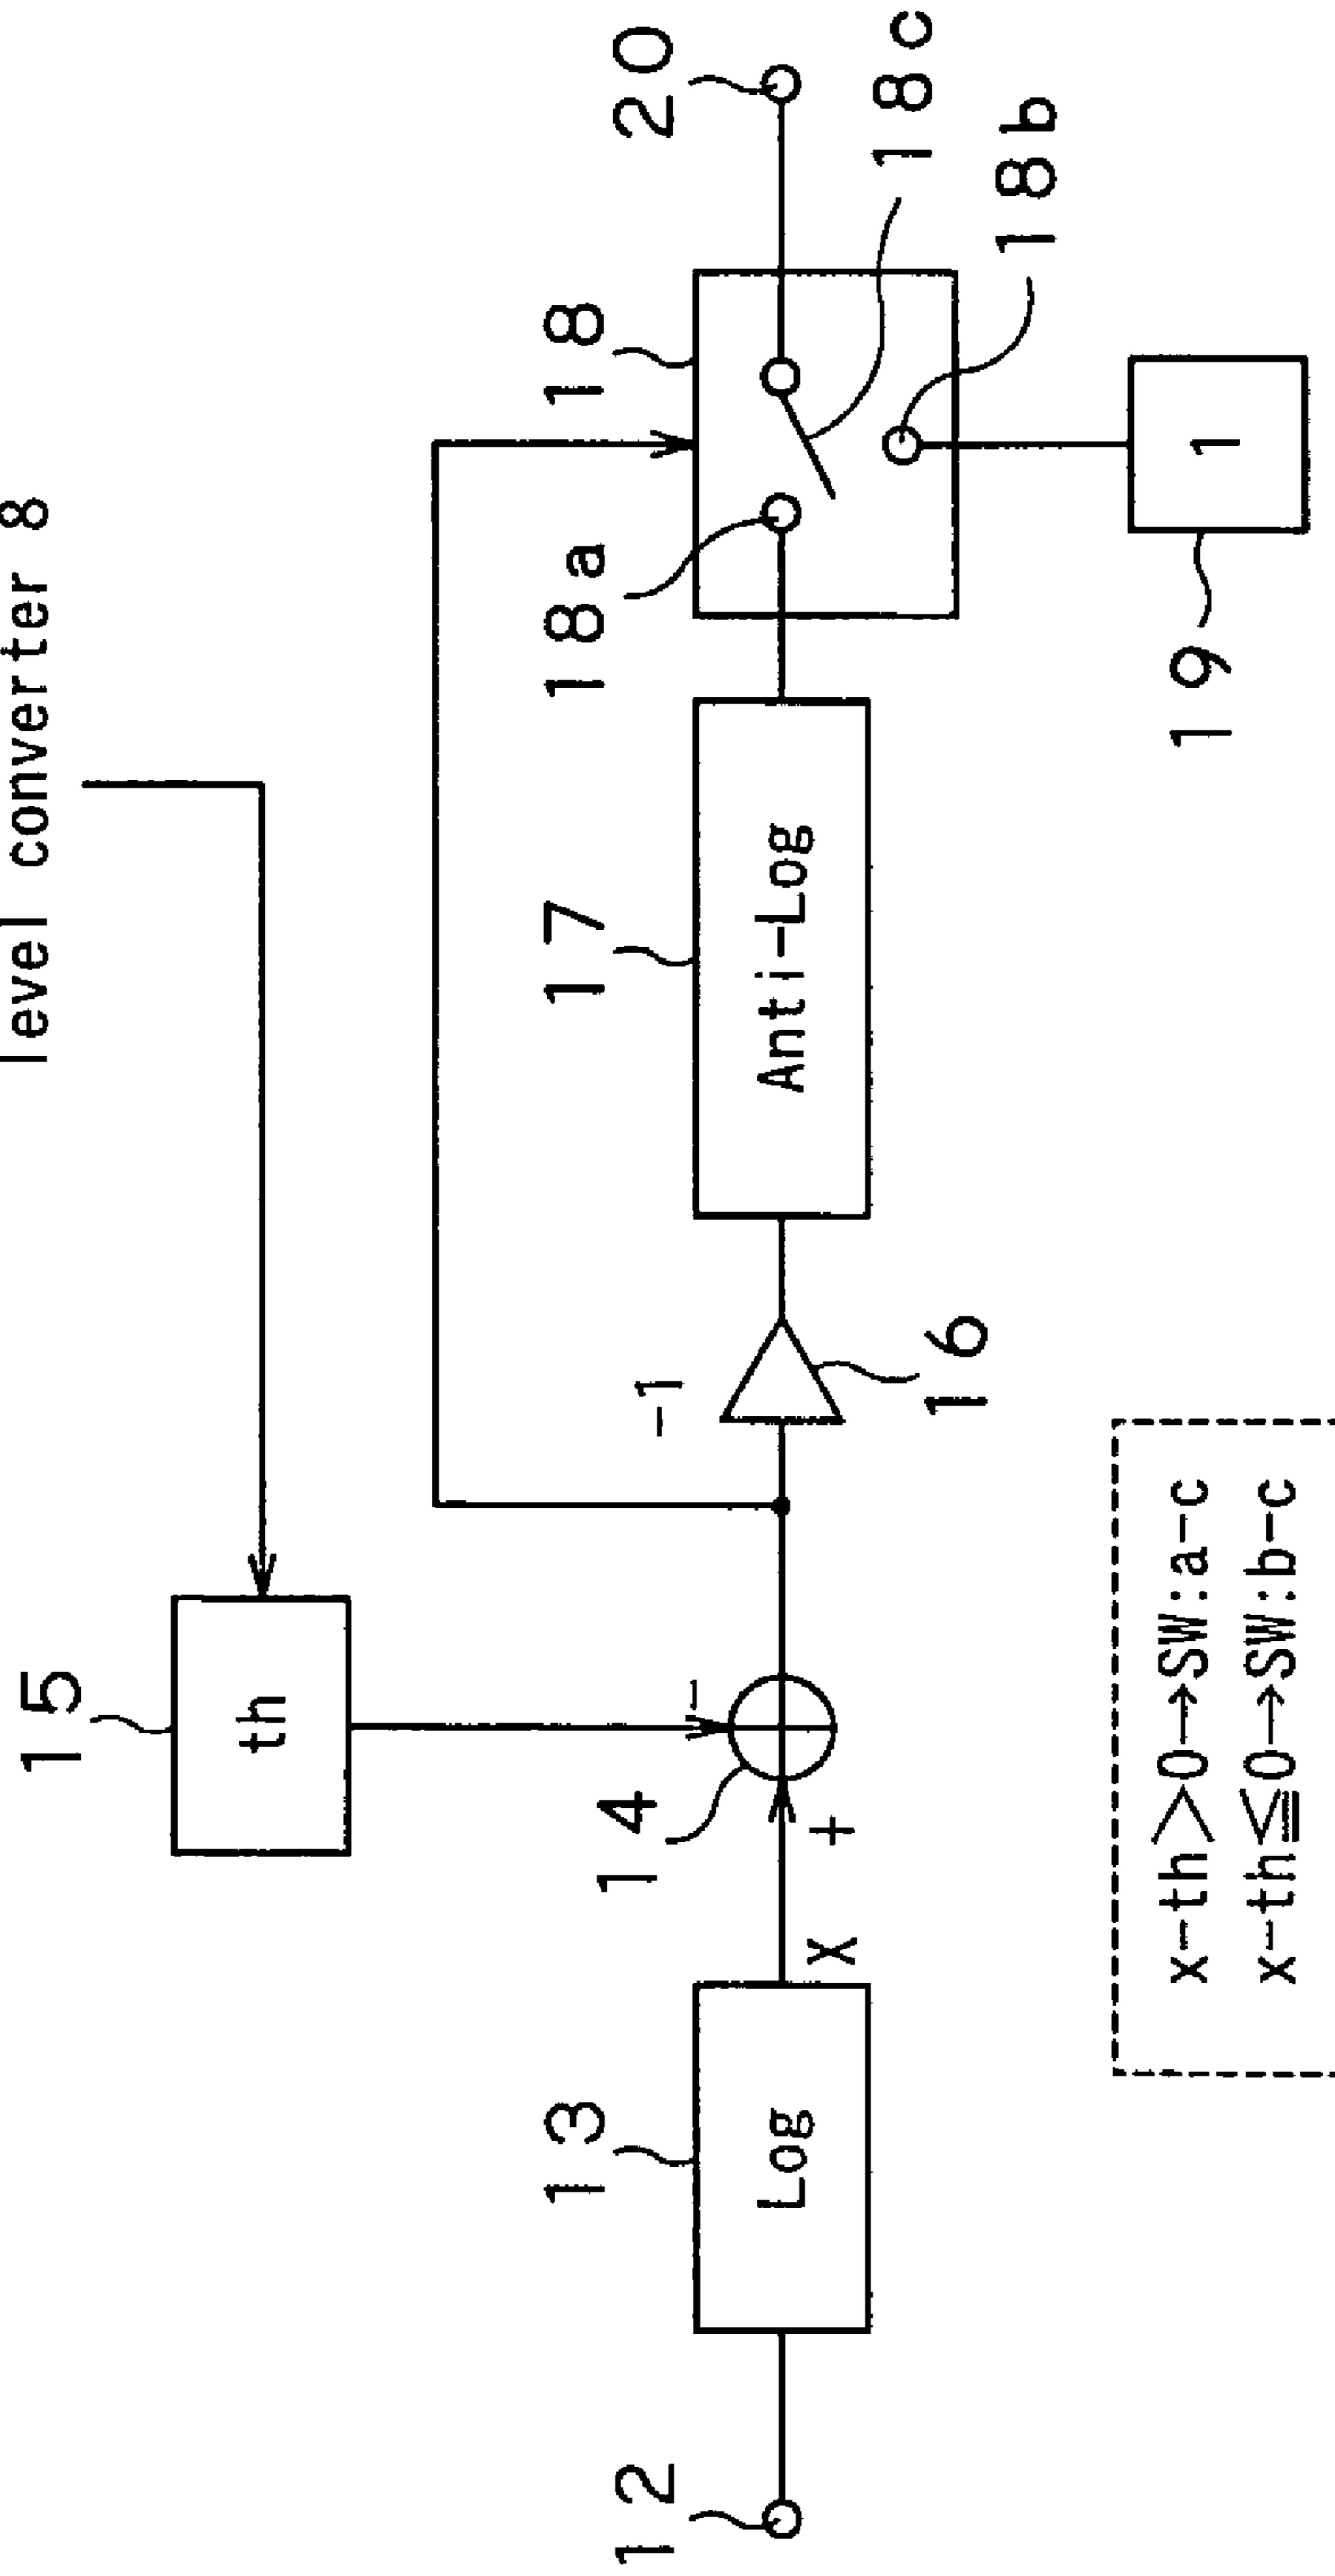 level converter 8
15
th
14
-
+
x
12
13
Log
-1
16
17
Anti-Log
18
18a
18c
18b
20
19
1
x-th>0→SW:a-c
x-th≦0→SW:b-c